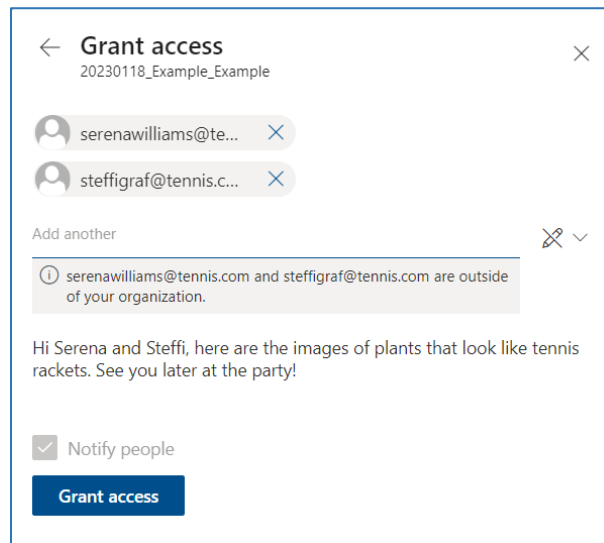 Grant access
20230118_Example_Example
serenawilliams@te...
steffigraf@tennis.c...
Add another
serenawilliams@tennis.com and steffigraf@tennis.com are outside
of your organization.
Hi Serena and Steffi, here are the images of plants that look like tennis
rackets. See you later at the party!
Notify people
Grant access